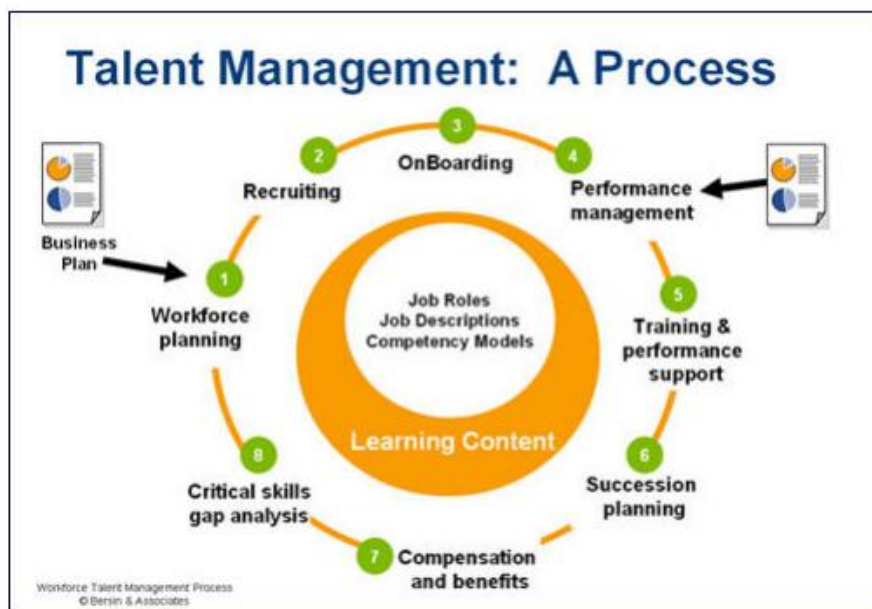 Talent Management: A Process
Business
Plan
1
Workforce
planning
2
Recruiting
3
OnBoarding
4
Performance
management
5
Training &
performance
support
6
Succession
planning
7
Compensation
and benefits
8
Critical skills
gap analysis
Job Roles
Job Descriptions
Competency Models
Learning Content
Workforce Talent Management Process
© Bersin & Associates